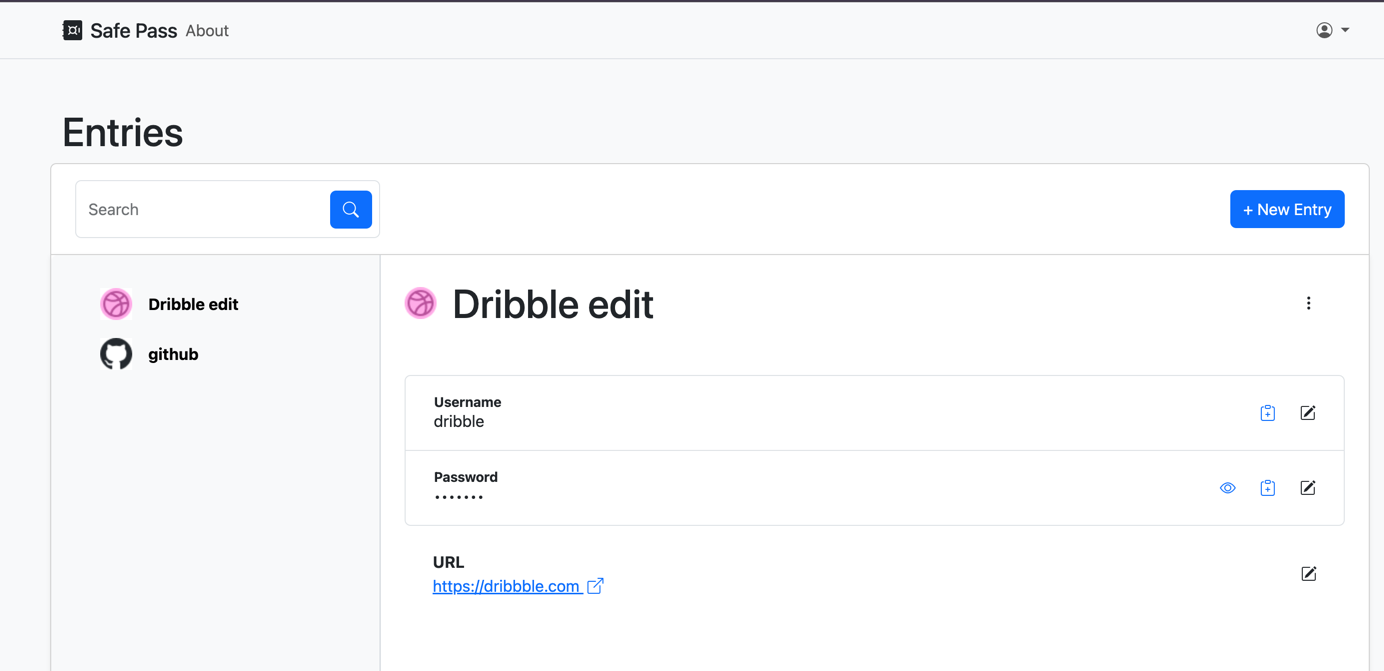 Safe Pass About
Entries
Search
+ New Entry
Dribble edit
github
Dribble edit
Username
dribble
Password
•••••••
URL
https://dribbble.com